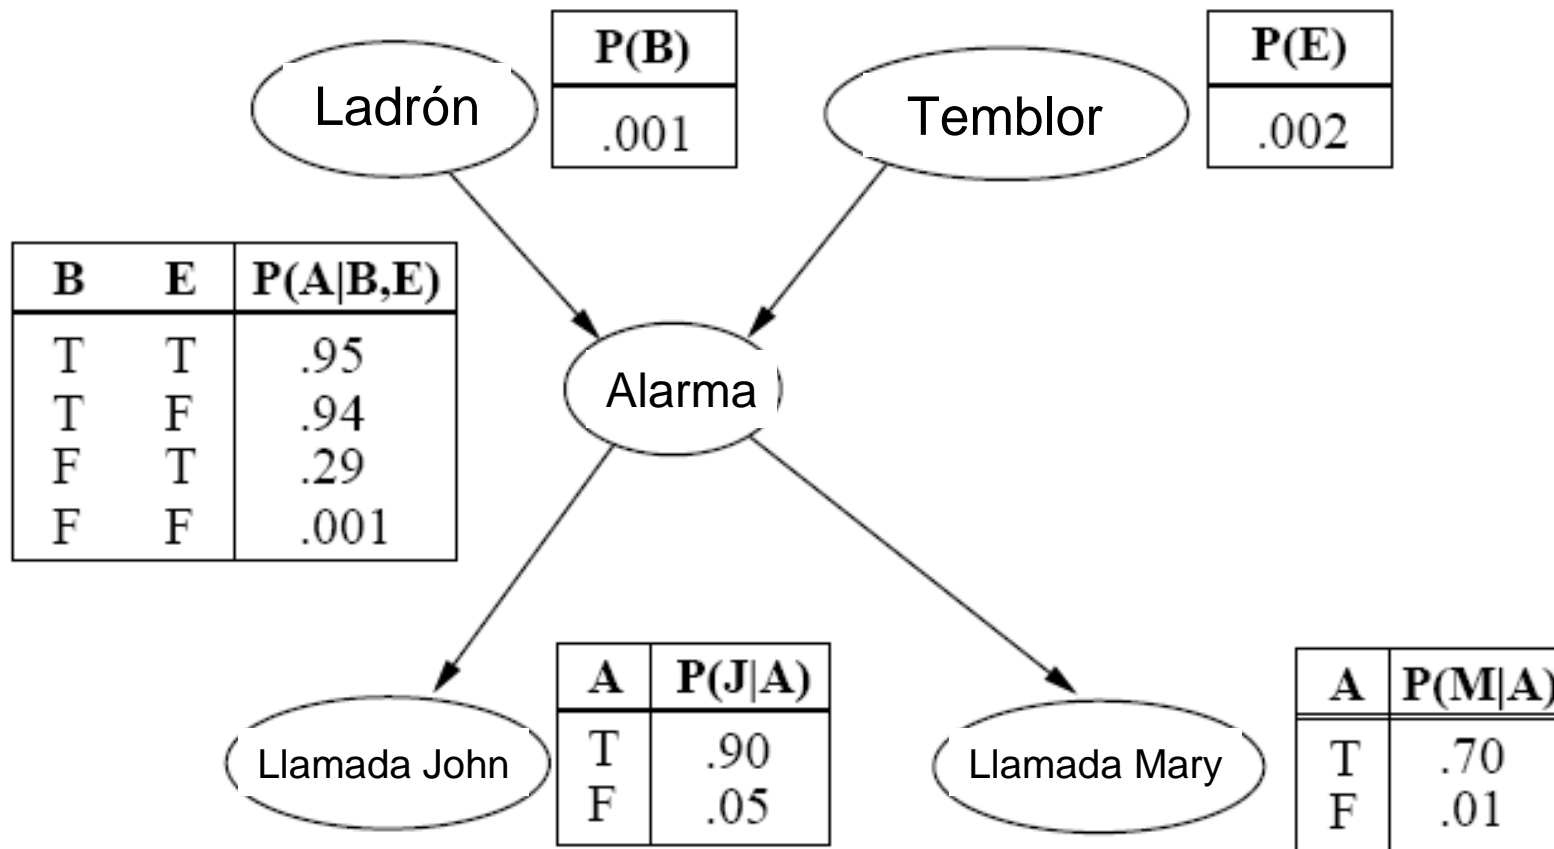 Ladrón
P(B)
.001
Temblor
P(E)
.002
B E P(A|B,E)
T T .95
T F .94
F T .29
F F .001
Alarma
Llamada John
A P(J|A)
T .90
F .05
Llamada Mary
A P(M|A)
T .70
F .01